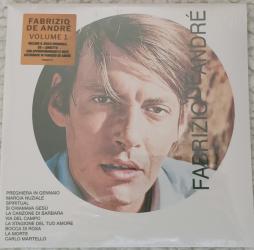 FABRIZIO
DE ANDRÉ
VOLUME 1
FABRIZIO DE ANDRÉ
PREGHIERA IN GENNAIO
MARCIA NUZIALE
SPIRITUAL
SI CHIAMAVA GESÙ
LA CANZONE DI BARBARA
VIA DEL CAMPO
LA STAGIONE DEL TUO AMORE
BOCCA DI ROSA
LA MORTE
CARLO MARTELLO